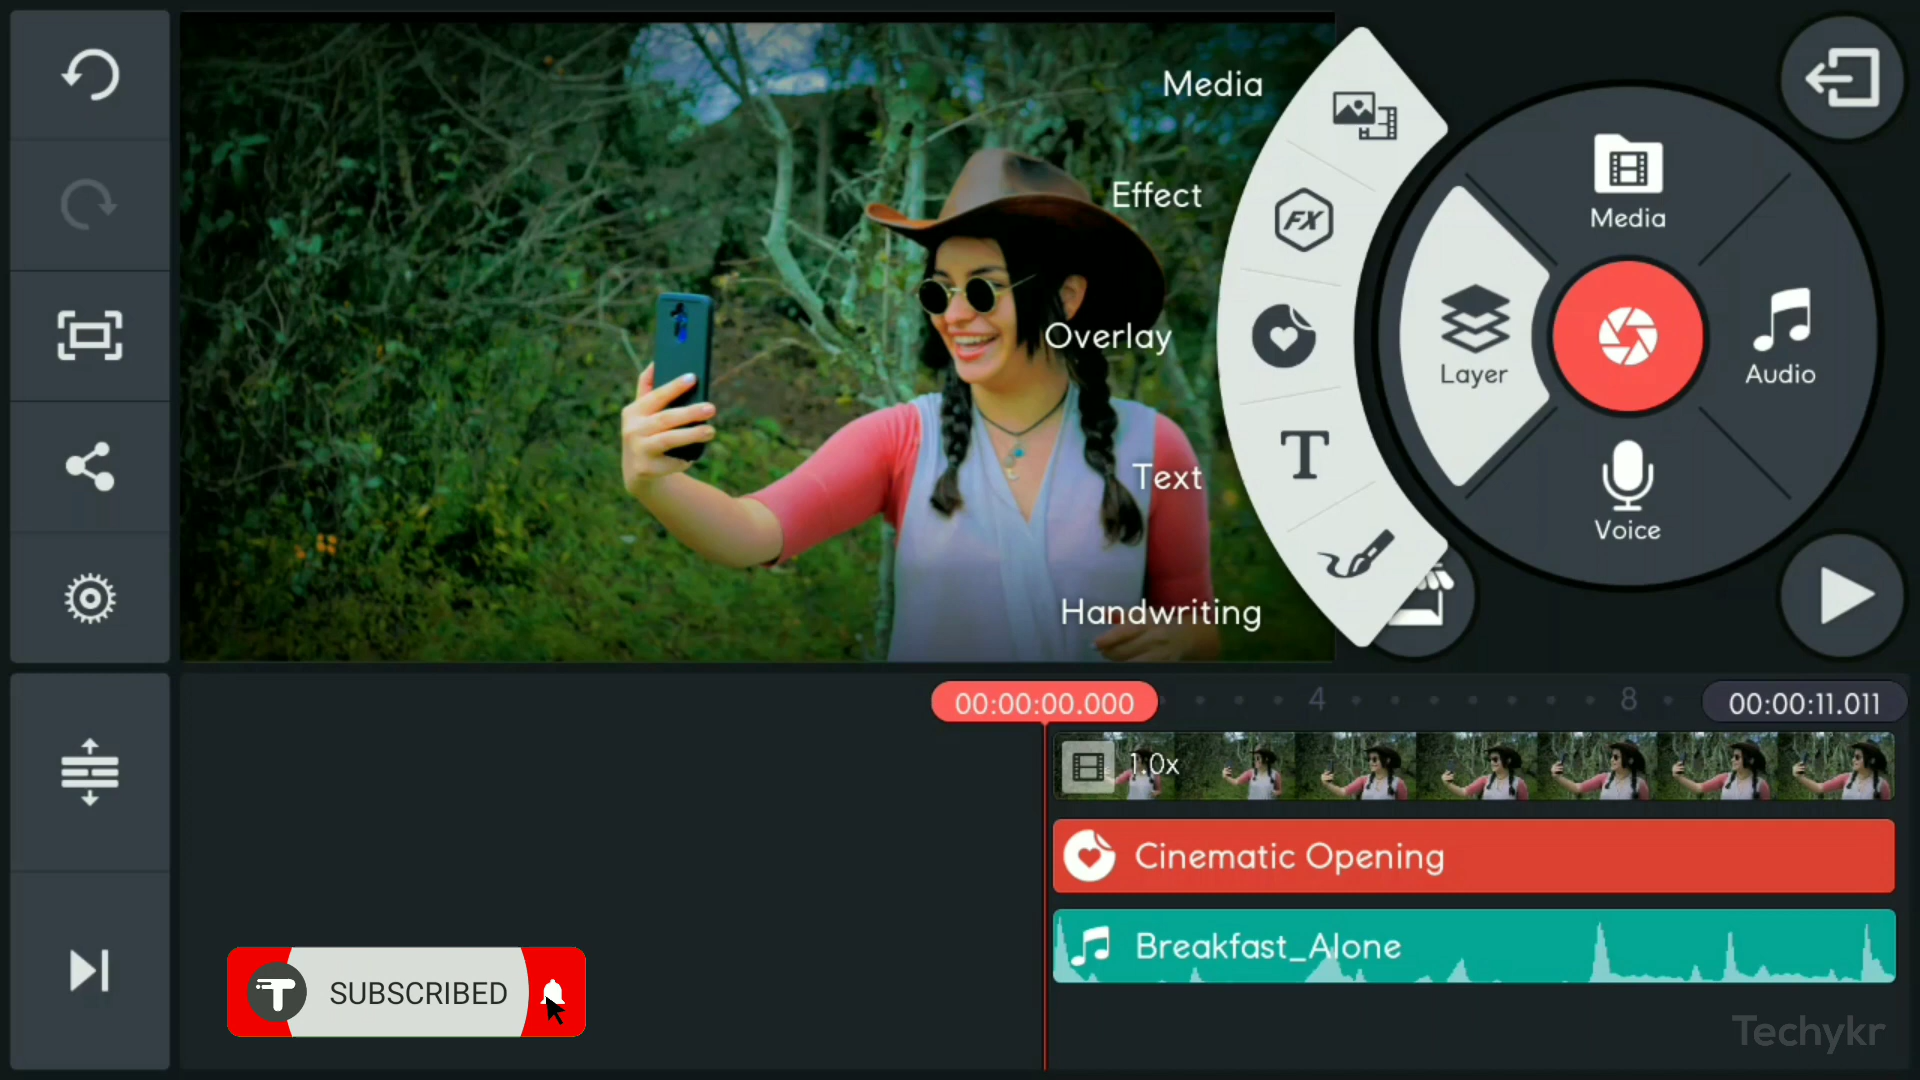 Media
Effect
Overlay
Text
Handwriting
FX
T
Media
Layer
Audio
Voice
00:00:00.000
4
8
00:00:11.011
1.0x
Cinematic Opening
Breakfast_Alone
T
SUBSCRIBED
Techykr